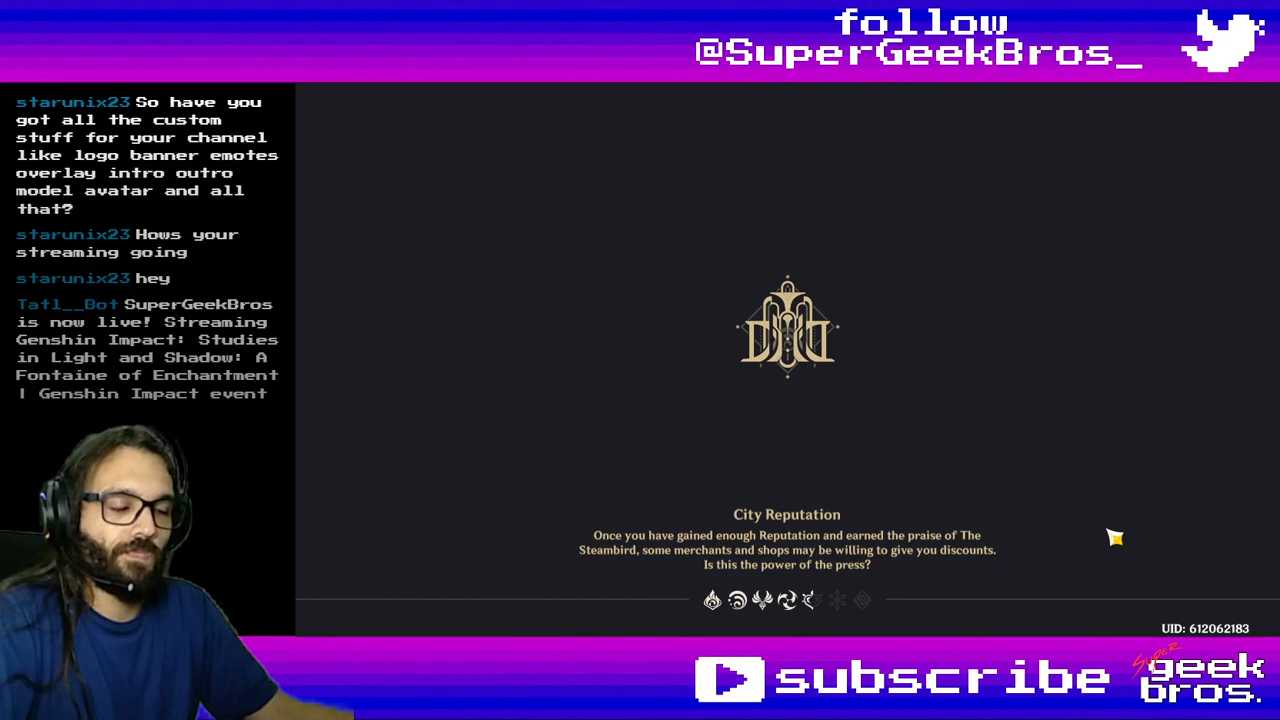 follow
@SuperGeekBros_
starunix23 So have you
got all the custom
stuff for your channel
like logo banner emotes
overlay intro outro
model avatar and all
that?
starunix23 Hows your
streaming going
starunix23 hey
Tatl__Bot SuperGeekBros
is now live! Streaming
Genshin Impact: Studies
in Light and Shadow: A
Fontaine of Enchantment
| Genshin Impact event
City Reputation
Once you have gained enough Reputation and earned the praise of The
Steambird, some merchants and shops may be willing to give you discounts.
Is this the power of the press?
UID: 612062183
subscribe
SUPER
geek
bros.